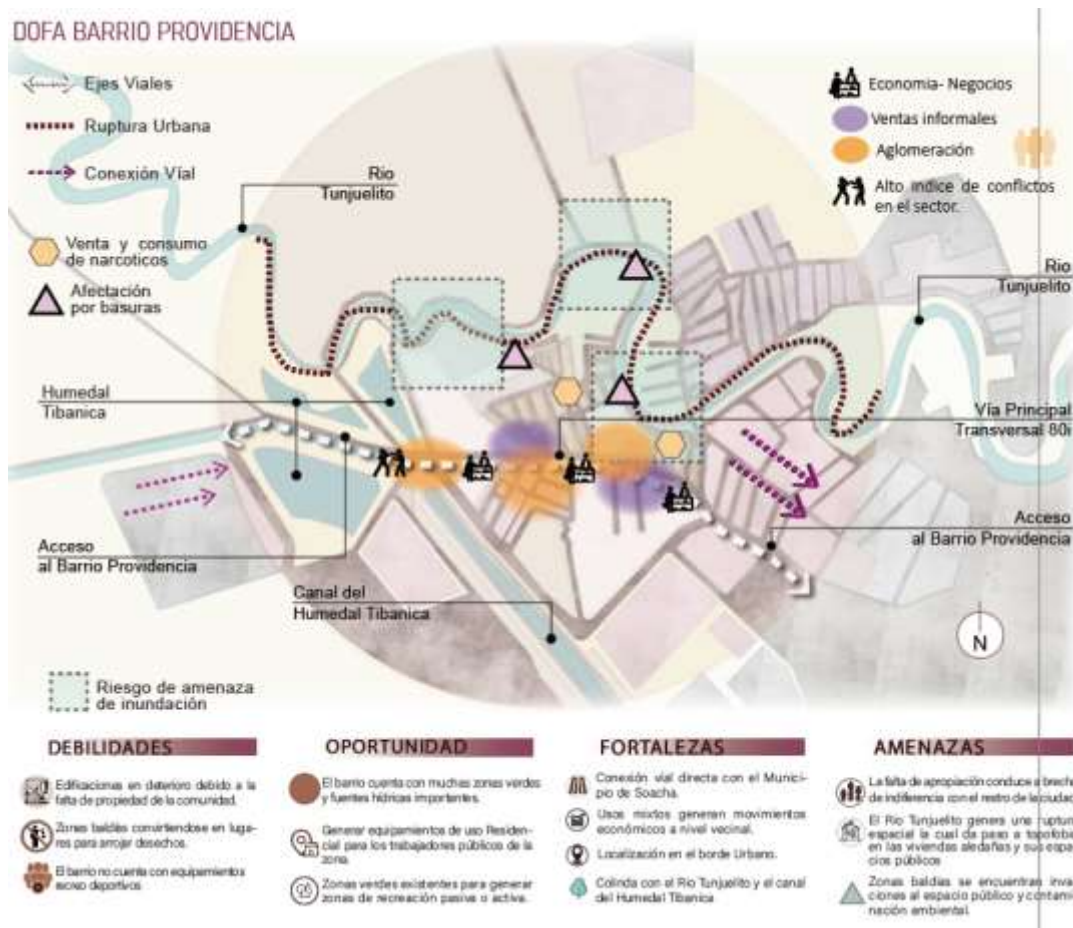 DOFA BARRIO PROVIDENCIA
Ejes Viales
Ruptura Urbana
Conexión Víal
Venta y consumo
de narcoticos
Afectación
por basuras
Economia- Negocios
Ventas informales
Aglomeración
Alto indice de conflictos
en el sector.
Rio
Tunjuelito
Rio
Tunjuelito
Humedal
Tibanica
Vía Principal
Transversal 80i
Acceso
al Barrio Providencia
Acceso
al Barrio Providencia
Canal del
Humedal Tibanica
N
Riesgo de amenaza
de inundación
DEBILIDADES
Edificaciones en deterioro debido a la
falta de propiedad de la comunidad.
Zonas baldías convirtiendose en luga-
res para arrojar desechos.
El barrio no cuenta con equipamientos
recreo deportivos
OPORTUNIDAD
El barrio cuenta con muchas zonas verdes
y fuentes hídricas importantes.
Generar equipamientos de uso Residen-
cial para los trabajadores públicos de la
zona.
Zonas verdes existentes para generar
zonas de recreación pasiva o activa.
FORTALEZAS
Conexión vial directa con el Munici-
pio de Soacha.
Usos mixtos generan movimientos
económicos a nivel vecinal.
Localización en el borde Urbano.
Colinda con el Rio Tunjuelito y el canal
del Humedal Tibanica
AMENAZAS
La falta de apropiación conduce a brecha
de indiferencia con el restro de la ciudad
El Rio Tunjuelito genera una ruptur
espacial la cual da paso a topofobia
en las viviendas aledañas y sus espa
cios públicos
Zonas baldías se encuentran inva
ciones al espacio público y contami
nación ambiental.